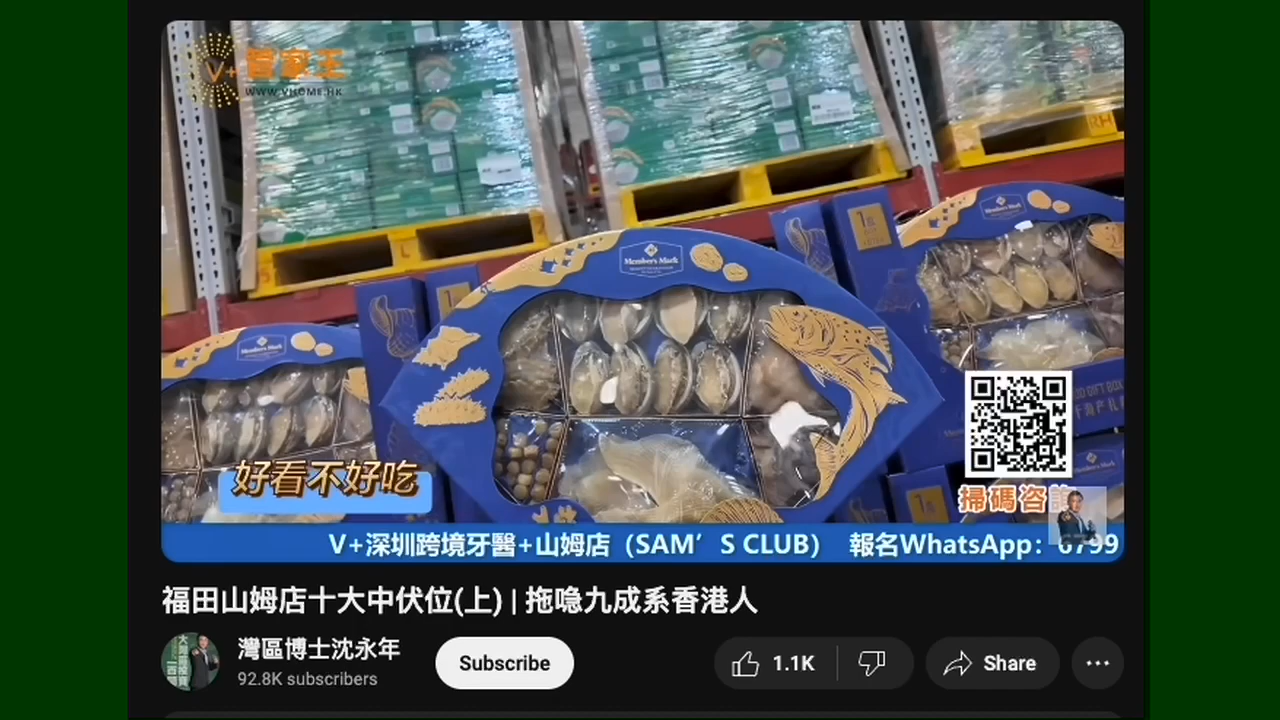 V+管家王
WWW.VHOME.HK
Member's Mark
Member's Mark
Member's Mark
RH
好看不好吃
掃碼咨
V+深圳跨境牙醫+山姆店（SAM'S CLUB） 報名WhatsApp：6799
福田山姆店十大中伏位(上) | 拖喼九成系香港人
灣區博士沈永年
92.8K subscribers
Subscribe
1.1K
Share